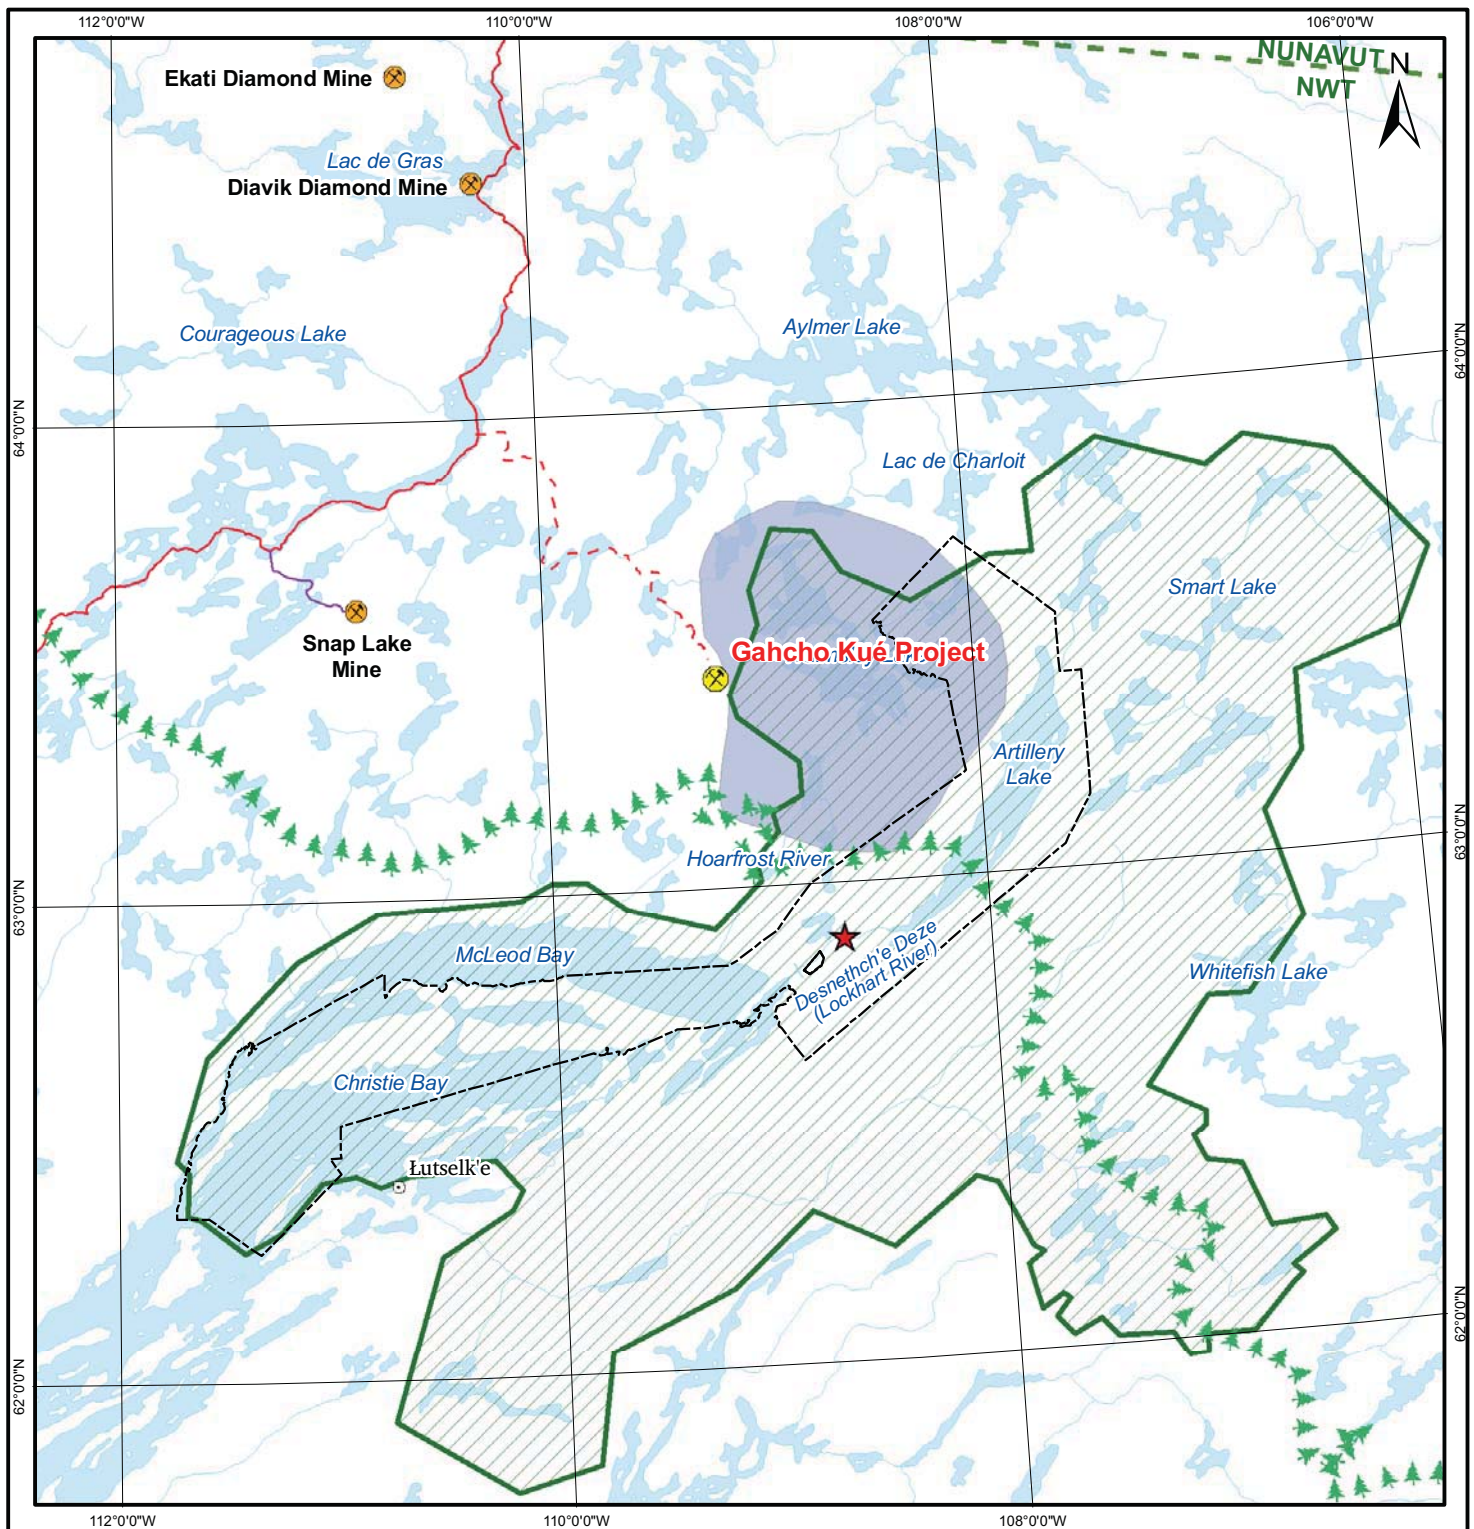 112°0'0"W
110°0'0"W
108°0'0"W
106°0'0"W
NUNAVUT
NWT
N
Ekati Diamond Mine
Lac de Gras
Diavik Diamond Mine
Courageous Lake
Aylmer Lake
64°0'0"N
64°0'0"N
Lac de Charloit
Smart Lake
Snap Lake
Mine
Gahcho Kué Project
Artillery
Lake
Hoarfrost River
63°0'0"N
63°0'0"N
McLeod Bay
Desnethch'e Deze
(Lockhart River)
Whitefish Lake
Christie Bay
Łutselk'e
62°0'0"N
62°0'0"N
112°0'0"W
110°0'0"W
108°0'0"W